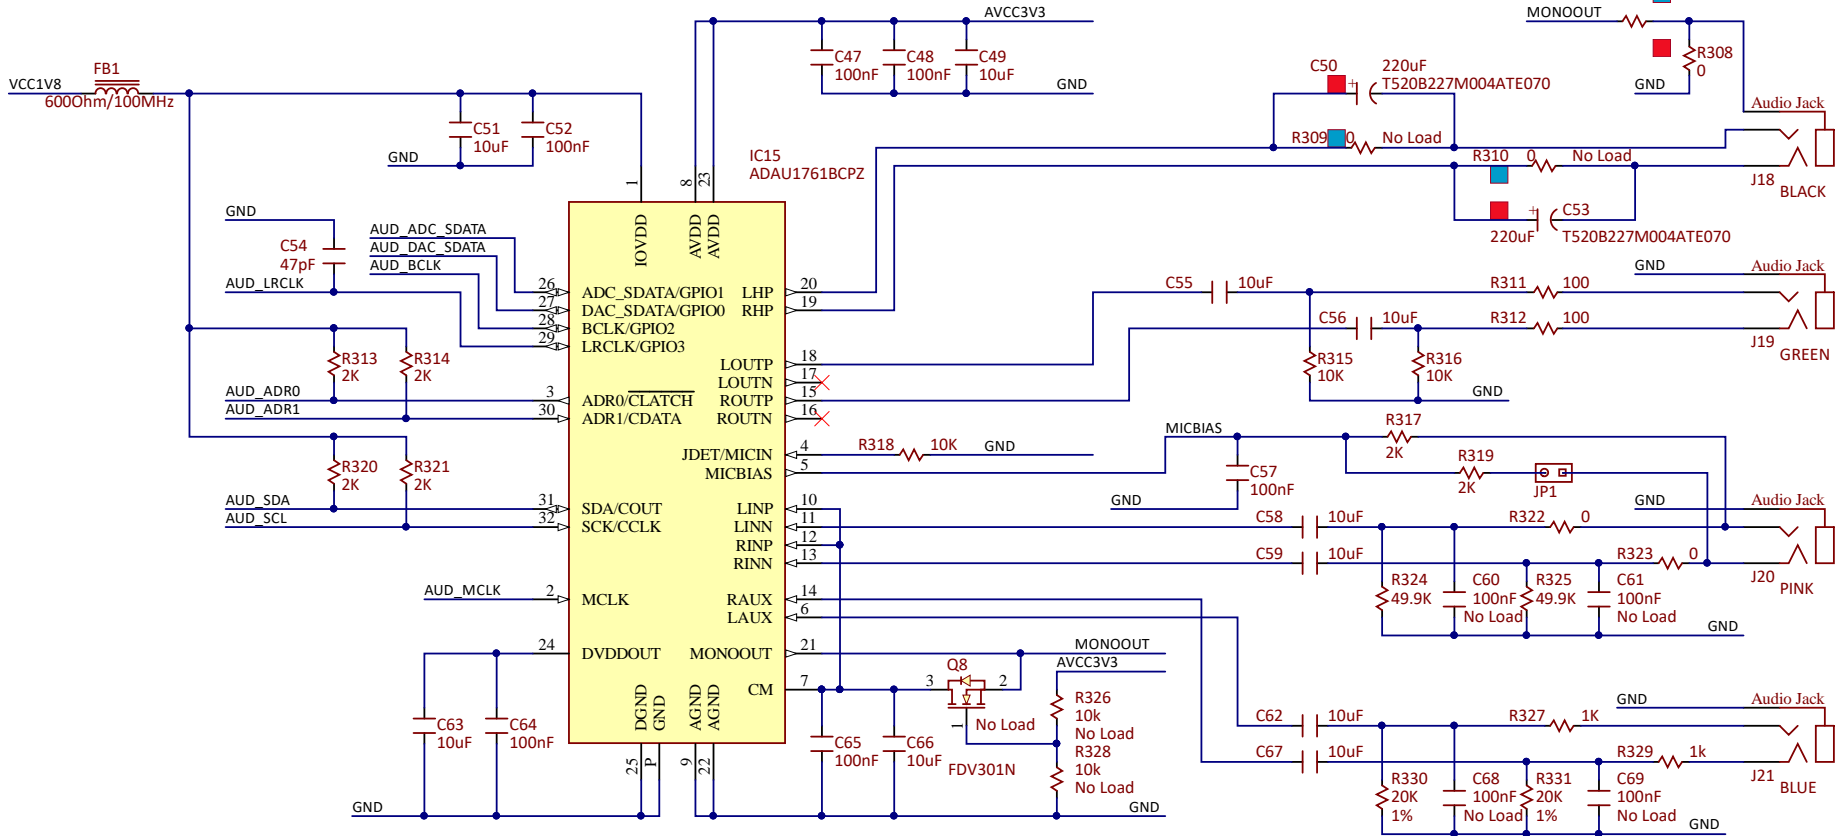 AVCC3V3
MONOOUT
C47
100nF
C48
100nF
C49
10uF
GND
R308
0
GND
FB1
VCC1V8
600Ohm/100MHz
C50
220uF
T520B227M004ATE070
Audio Jack
C51
10uF
C52
100nF
GND
R309
0
No Load
IC15
ADAU1761BCPZ
R310
0
No Load
J18
BLACK
C53
220uF
T520B227M004ATE070
1
8
23
IOVDD
AVDD
AVDD
GND
C54
47pF
AUD_ADC_SDATA
AUD_DAC_SDATA
AUD_BCLK
AUD_LRCLK
26
ADC_SDATA/GPIO1
27
DAC_SDATA/GPIO0
28
BCLK/GPIO2
29
LRCLK/GPIO3
LHP
20
RHP
19
C55
10uF
GND
Audio Jack
R311
100
C56
10uF
R312
100
J19
GREEN
R313
2K
R314
2K
LOUTP
18
LOUTN
17
ROUTP
15
ROUTN
16
R315
10K
R316
10K
GND
AUD_ADR0
3
ADR0/CLATCH
AUD_ADR1
30
ADR1/CDATA
JDET/MICIN
4
R318
10K
GND
MICBIAS
5
MICBIAS
R317
2K
R319
2K
JP1
C57
100nF
GND
R320
2K
R321
2K
AUD_SDA
31
SDA/COUT
AUD_SCL
32
SCK/CCLK
LINP
10
LINN
11
RINP
12
RINN
13
C58
10uF
C59
10uF
R322
0
R323
0
GND
Audio Jack
J20
PINK
R324
49.9K
C60
100nF
No Load
R325
49.9K
C61
100nF
No Load
GND
AUD_MCLK
2
MCLK
RAUX
14
LAUX
6
24
DVDDOUT
MONOOUT
21
MONOOUT
AVCC3V3
CM
7
Q8
3
2
1
No Load
FDV301N
R326
10k
No Load
R328
10k
No Load
C63
10uF
C64
100nF
DGND
GND
AGND
AGND
25
P
9
22
GND
C65
100nF
C66
10uF
GND
C62
10uF
C67
10uF
GND
Audio Jack
R327
1K
R329
1k
J21
BLUE
R330
20K
1%
C68
100nF
No Load
R331
20K
1%
C69
100nF
No Load
GND